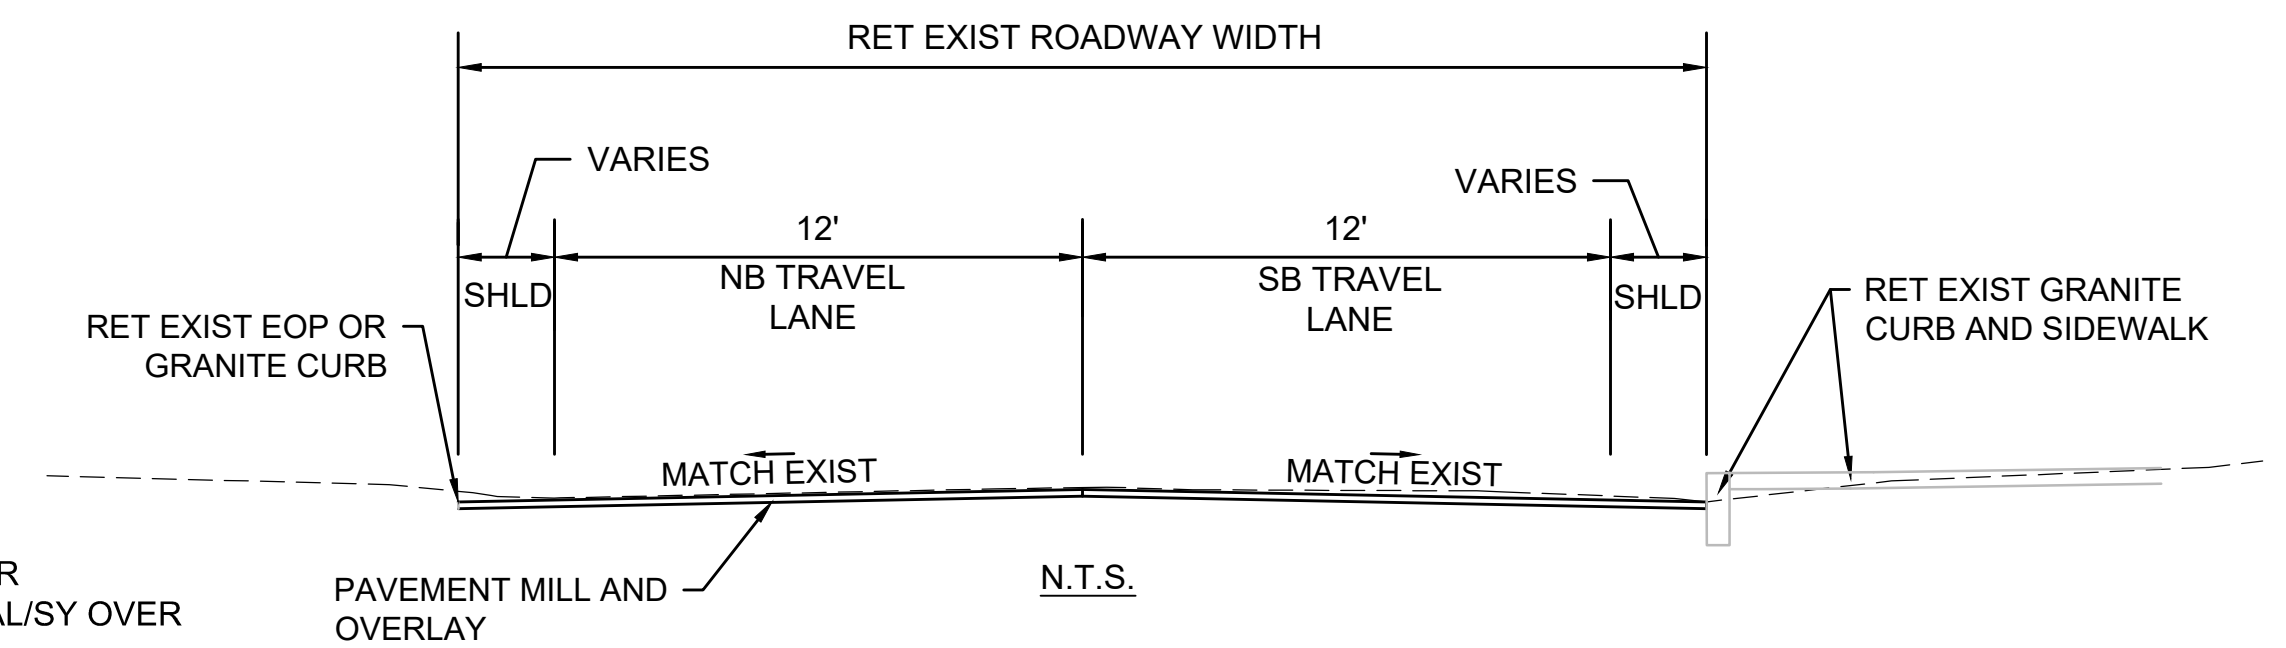 RET EXIST ROADWAY WIDTH
VARIES
VARIES
12'
12'
NB TRAVEL
LANE
SB TRAVEL
LANE
SHLD
SHLD
RET EXIST EOP OR
GRANITE CURB
RET EXIST GRANITE
CURB AND SIDEWALK
MATCH EXIST
MATCH EXIST
PAVEMENT MILL AND
OVERLAY
N.T.S.
R
AL/SY OVER